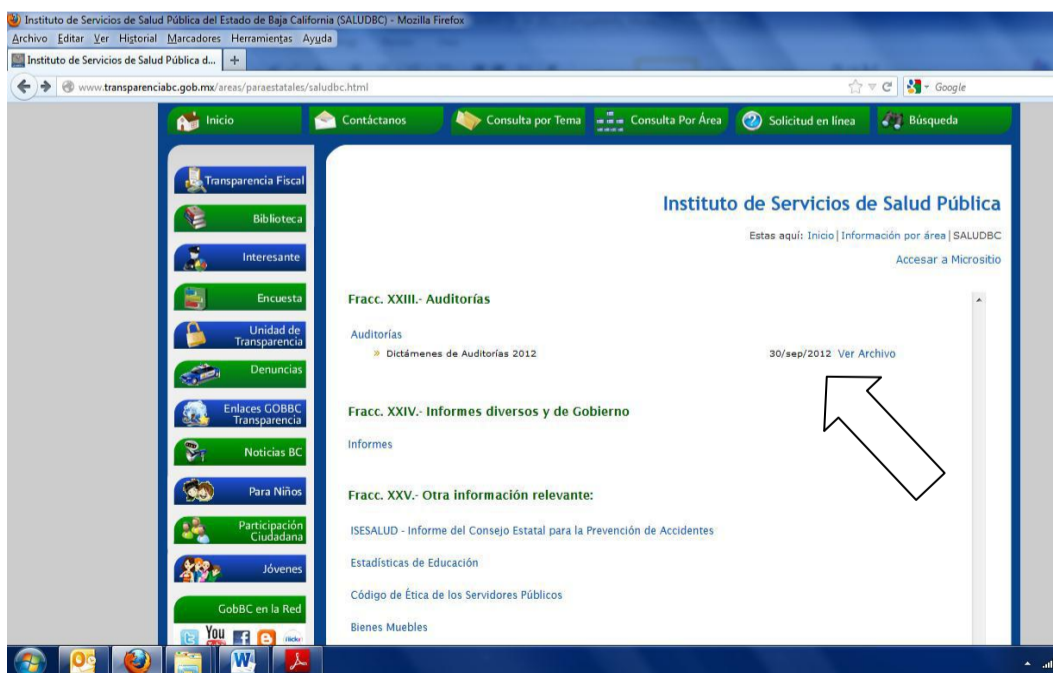 Instituto de Servicios de Salud Pública del Estado de Baja California (SALUDBC) - Mozilla Firefox
Archivo Editar Ver Historial Marcadores Herramientas Ayuda
Instituto de Servicios de Salud Pública d... +
www.transparenciabc.gob.mx/areas/paraestatales/saludbc.html
Google
Inicio Contáctanos Consulta por Tema Consulta Por Área Solicitud en línea Búsqueda
Transparencia Fiscal
Biblioteca
Interesante
Encuesta
Unidad de
Transparencia
Denuncias
Enlaces GOBBC
Transparencia
Noticias BC
Para Niños
Participación
Ciudadana
Jóvenes
GobBC en la Red
You
Instituto de Servicios de Salud Pública
Estas aquí: Inicio | Información por área | SALUDBC
Accesar a Micrositio
Fracc. XXIII.- Auditorías
Auditorías
» Dictámenes de Auditorías 2012 30/sep/2012 Ver Archivo
Fracc. XXIV.- Informes diversos y de Gobierno
Informes
Fracc. XXV.- Otra información relevante:
ISESALUD - Informe del Consejo Estatal para la Prevención de Accidentes
Estadísticas de Educación
Código de Ética de los Servidores Públicos
Bienes Muebles